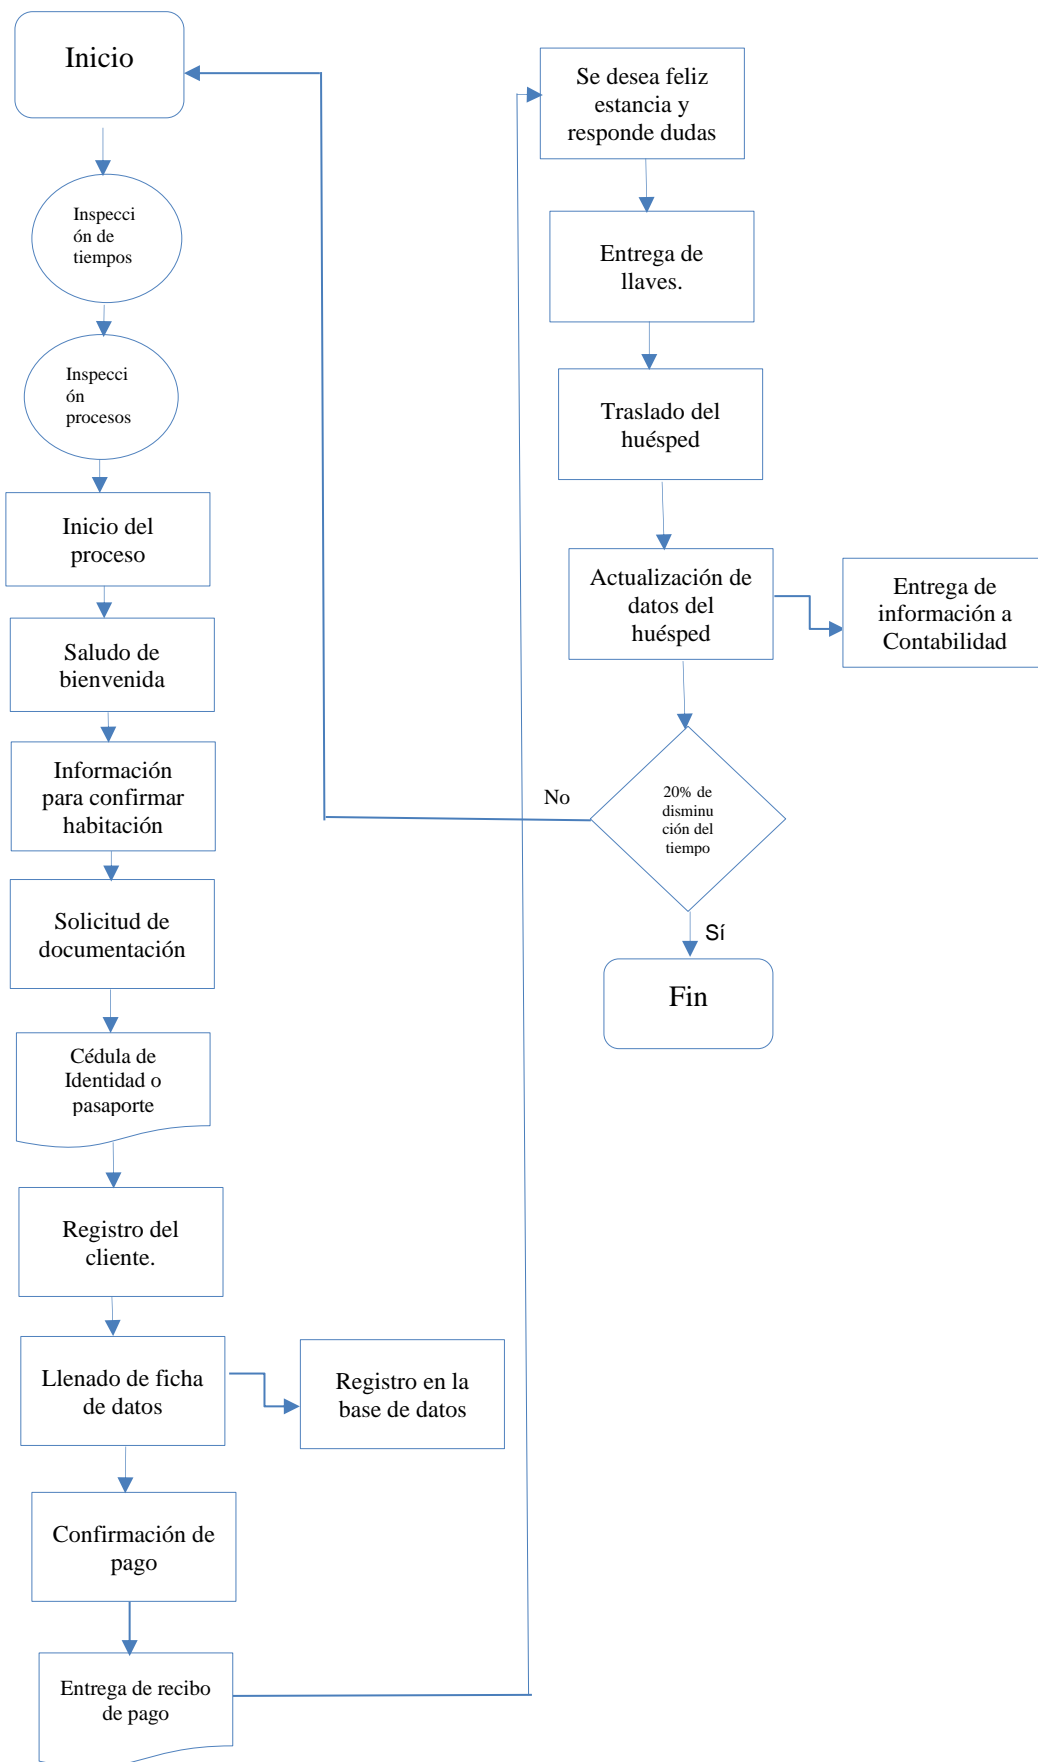 Inicio
Inspecci
ón de
tiempos
Inspecci
ón
procesos
Inicio del
proceso
Saludo de
bienvenida
Información
para confirmar
habitación
Solicitud de
documentación
Cédula de
Identidad o
pasaporte
Registro del
cliente.
Llenado de ficha
de datos
Registro en la
base de datos
Confirmación de
pago
Entrega de recibo
de pago
Se desea feliz
estancia y
responde dudas
Entrega de
llaves.
Traslado del
huésped
Actualización de
datos del
huésped
Entrega de
información a
Contabilidad
20% de
disminu
ción del
tiempo
No
Sí
Fin